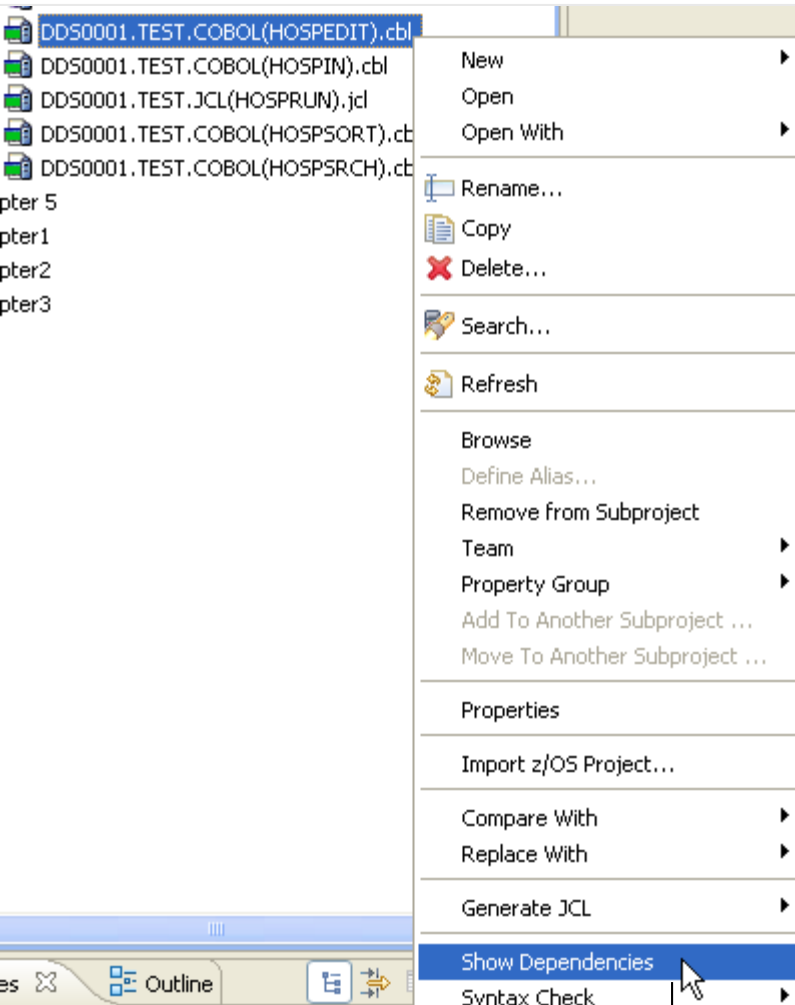 DDS0001.TEST.COBOL(HOSPEDIT).cbl
DDS0001.TEST.COBOL(HOSPIN).cbl
DDS0001.TEST.JCL(HOSPRUN).jcl
DDS0001.TEST.COBOL(HOSPSORT).cb
DDS0001.TEST.COBOL(HOSPSRCH).cb
pter 5
pter1
pter2
pter3
New
Open
Open With
Rename...
Copy
Delete...
Search...
Refresh
Browse
Define Alias...
Remove from Subproject
Team
Property Group
Add To Another Subproject ...
Move To Another Subproject ...
Properties
Import z/OS Project...
Compare With
Replace With
Generate JCL
Show Dependencies
Syntax Check
es
Outline